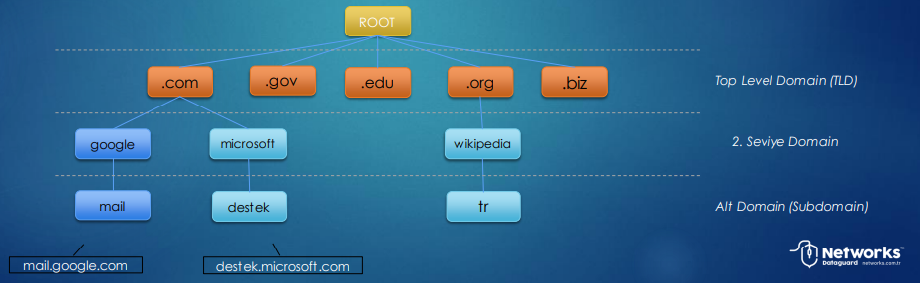 ROOT
.com
.gov
.edu
.org
.biz
Top Level Domain (TLD)
google
microsoft
wikipedia
2. Seviye Domain
mail
destek
tr
Alt Domain (Subdomain)
mail.google.com
destek.microsoft.com
Networks™
Dataguard networks.com.tr